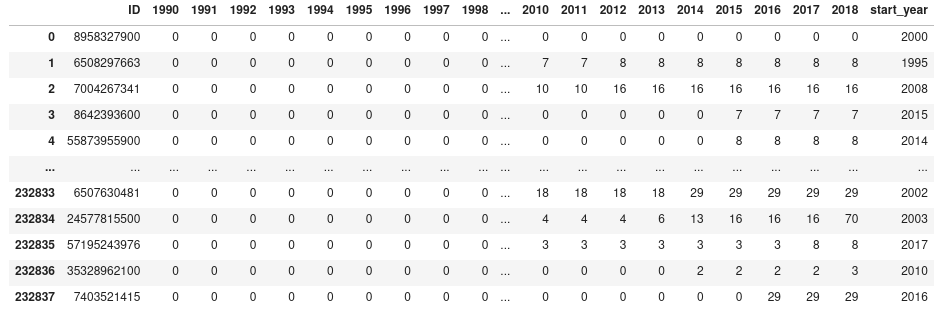 ID 1990 1991 1992 1993 1994 1995 1996 1997 1998 ... 2010 2011 2012 2013 2014 2015 2016 2017 2018 start_year
0 8958327900 0 0 0 0 0 0 0 0 0 ... 0 0 0 0 0 0 0 0 0 2000
1 6508297663 0 0 0 0 0 0 0 0 0 ... 7 7 8 8 8 8 8 8 8 1995
2 7004267341 0 0 0 0 0 0 0 0 0 ... 10 10 16 16 16 16 16 16 16 2008
3 8642393600 0 0 0 0 0 0 0 0 0 ... 0 0 0 0 0 7 7 7 7 2015
4 55873955900 0 0 0 0 0 0 0 0 0 ... 0 0 0 0 0 8 8 8 8 2014
... ... ... ... ... ... ... ... ... ... ... ... ... ... ... ... ... ... ... ... ... ...
232833 6507630481 0 0 0 0 0 0 0 0 0 ... 18 18 18 18 29 29 29 29 29 2002
232834 24577815500 0 0 0 0 0 0 0 0 0 ... 4 4 4 6 13 16 16 16 70 2003
232835 57195243976 0 0 0 0 0 0 0 0 0 ... 3 3 3 3 3 3 3 8 8 2017
232836 35328962100 0 0 0 0 0 0 0 0 0 ... 0 0 0 0 2 2 2 2 3 2010
232837 7403521415 0 0 0 0 0 0 0 0 0 ... 0 0 0 0 0 0 29 29 29 2016